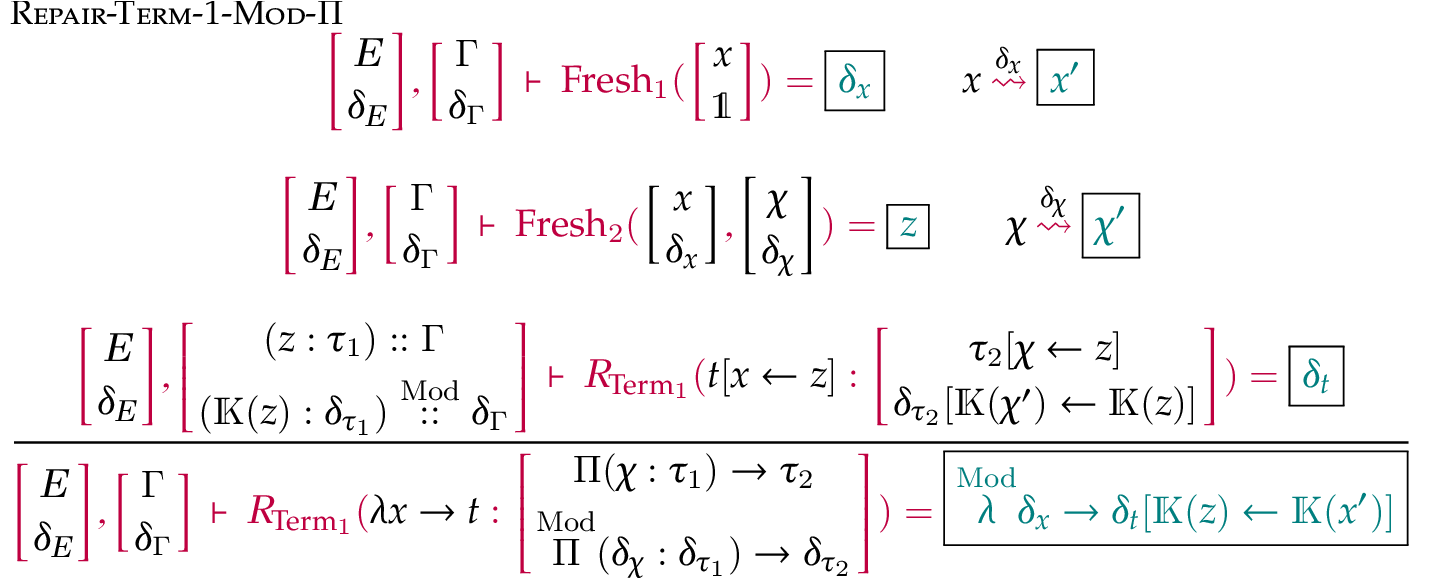 Repair-Term-1-Mod-Π
[E δ_E], [Γ δ_Γ] ⊢ Fresh₁([x 𝟙]) = δ_x    x ⇝^{δ_x} x′
[E δ_E], [Γ δ_Γ] ⊢ Fresh₂([x δ_x], [χ δ_χ]) = z    χ ⇝^{δ_χ} χ′
[E δ_E], [(z : τ₁) :: Γ  (𝕂(z) : δ_{τ₁}) ::^{Mod} δ_Γ] ⊢ R_{Term₁}(t[x ← z] : [τ₂[χ ← z]  δ_{τ₂}[𝕂(χ′) ← 𝕂(z)]]) = δ_t
[E δ_E], [Γ δ_Γ] ⊢ R_{Term₁}(λx → t : [Π(χ : τ₁) → τ₂  Π^{Mod}(δ_χ : δ_{τ₁}) → δ_{τ₂}]) = λ^{Mod} δ_x → δ_t[𝕂(z) ← 𝕂(x′)]